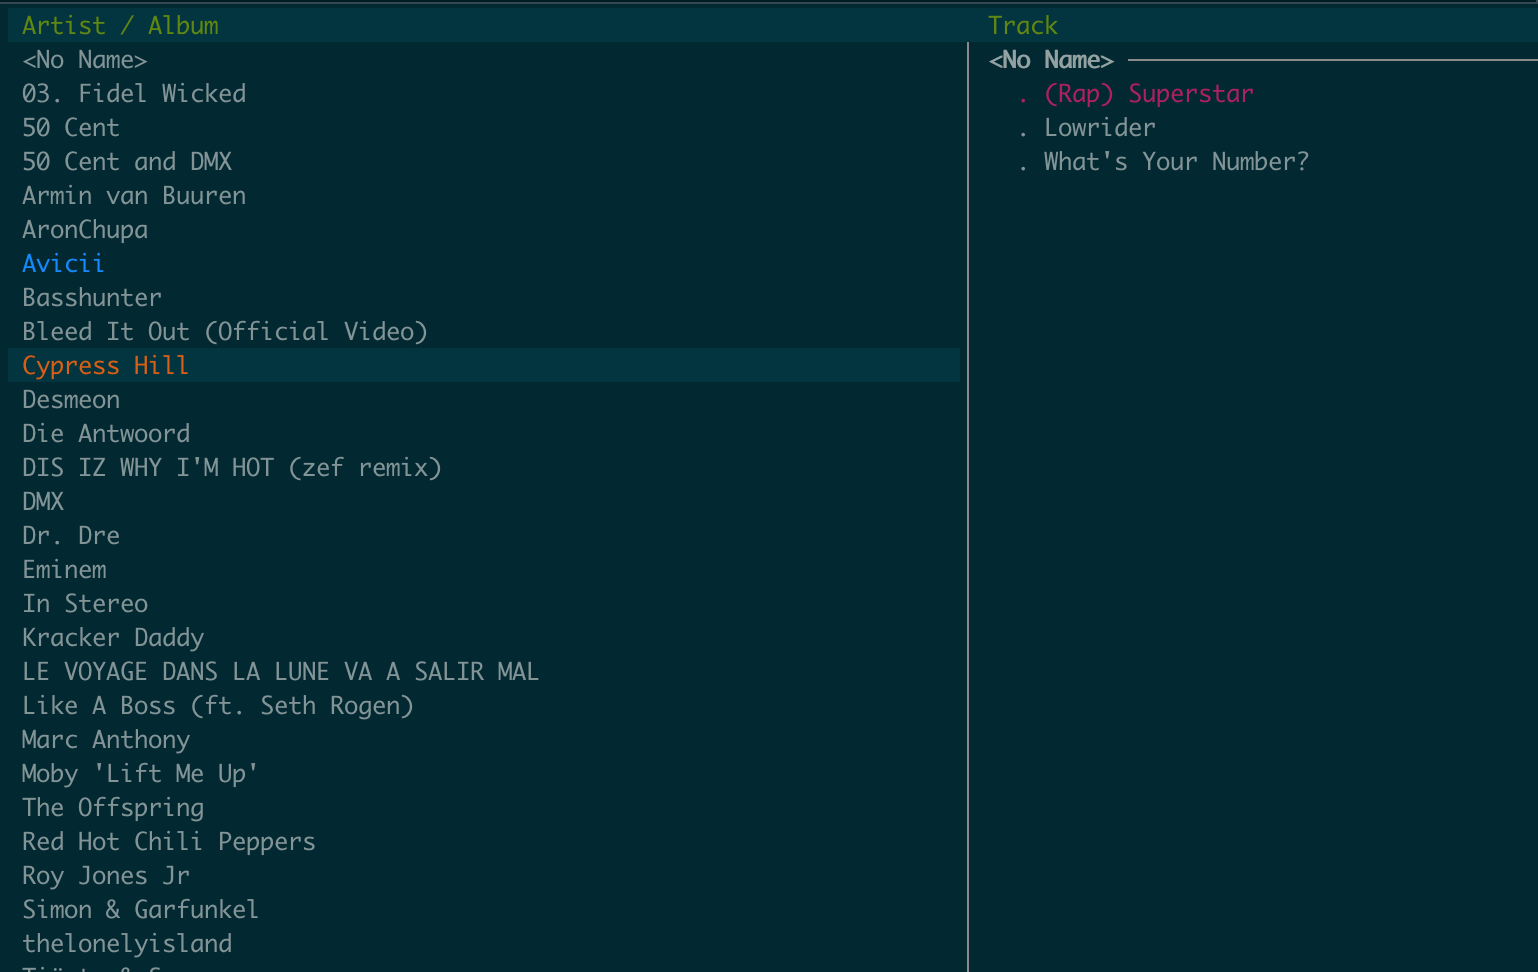 Artist / Album
<No Name>
03. Fidel Wicked
50 Cent
50 Cent and DMX
Armin van Buuren
AronChupa
Avicii
Basshunter
Bleed It Out (Official Video)
Cypress Hill
Desmeon
Die Antwoord
DIS IZ WHY I'M HOT (zef remix)
DMX
Dr. Dre
Eminem
In Stereo
Kracker Daddy
LE VOYAGE DANS LA LUNE VA A SALIR MAL
Like A Boss (ft. Seth Rogen)
Marc Anthony
Moby 'Lift Me Up'
The Offspring
Red Hot Chili Peppers
Roy Jones Jr
Simon & Garfunkel
thelonelyisland
Track
<No Name>
. (Rap) Superstar
. Lowrider
. What's Your Number?